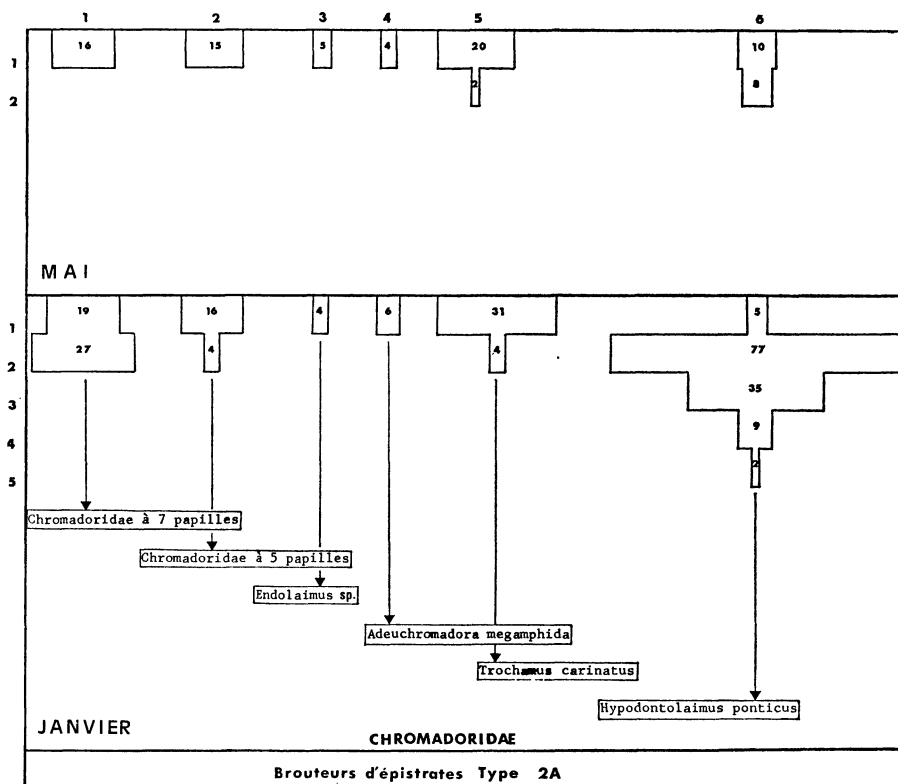 1 2 3 4 5 6
1 16 15 5 4 20 10
2 2 8
MAI
1 19 16 4 6 31 5
2 27 4 4 77
3 35
4 9
5 2
Chromadoridae à 7 papilles
Chromadoridae à 5 papilles
Endolaimus sp.
Adeuchromadora megamphida
Trochamus carinatus
Hypodontolaimus ponticus
JANVIER
CHROMADORIDAE
Brouteurs d'épistrates Type 2A